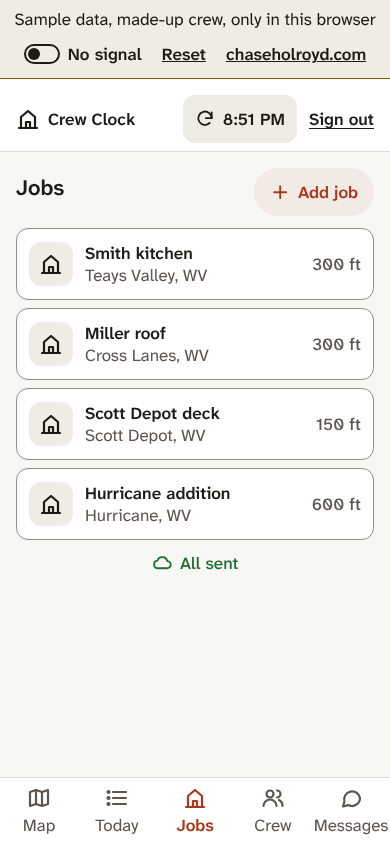 Sample data, made-up crew, only in this browser
No signal Reset chaseholroyd.com
Crew Clock 8:51 PM Sign out
Jobs
Add job
Smith kitchen
Teays Valley, WV
300 ft
Miller roof
Cross Lanes, WV
300 ft
Scott Depot deck
Scott Depot, WV
150 ft
Hurricane addition
Hurricane, WV
600 ft
All sent
Map Today Jobs Crew Messages